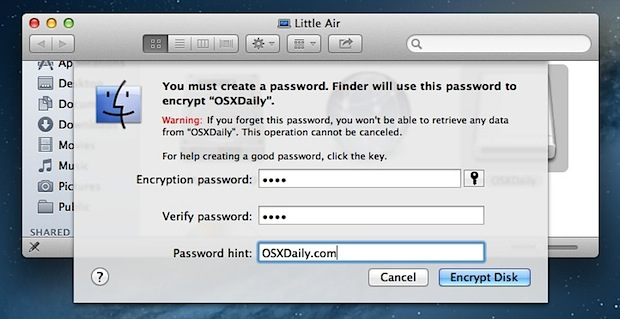 Little Air
You must create a password. Finder will use this password to
encrypt “OSXDaily”.
Warning: If you forget this password, you won't be able to retrieve any data
from “OSXDaily”. This operation cannot be canceled.
For help creating a good password, click the key.
Encryption password: ••••
Verify password: ••••
Password hint: OSXDaily.com
? Cancel Encrypt Disk
Ap
De
Do
Do
Mo
Mus
Pic
Pub
SHARED
OSXDaily